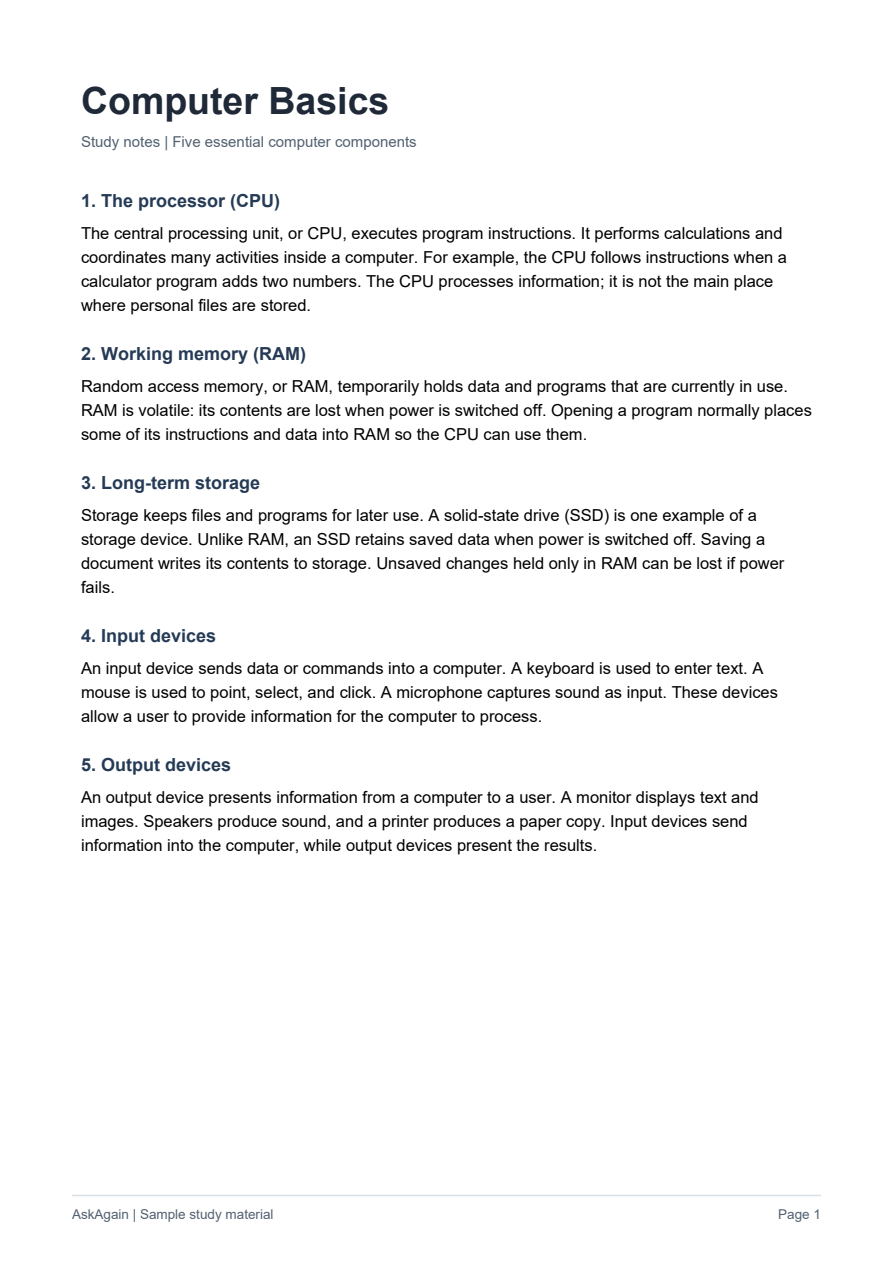 Computer Basics
Study notes | Five essential computer components
1. The processor (CPU)
The central processing unit, or CPU, executes program instructions. It performs calculations and
coordinates many activities inside a computer. For example, the CPU follows instructions when a
calculator program adds two numbers. The CPU processes information; it is not the main place
where personal files are stored.
2. Working memory (RAM)
Random access memory, or RAM, temporarily holds data and programs that are currently in use.
RAM is volatile: its contents are lost when power is switched off. Opening a program normally places
some of its instructions and data into RAM so the CPU can use them.
3. Long-term storage
Storage keeps files and programs for later use. A solid-state drive (SSD) is one example of a
storage device. Unlike RAM, an SSD retains saved data when power is switched off. Saving a
document writes its contents to storage. Unsaved changes held only in RAM can be lost if power
fails.
4. Input devices
An input device sends data or commands into a computer. A keyboard is used to enter text. A
mouse is used to point, select, and click. A microphone captures sound as input. These devices
allow a user to provide information for the computer to process.
5. Output devices
An output device presents information from a computer to a user. A monitor displays text and
images. Speakers produce sound, and a printer produces a paper copy. Input devices send
information into the computer, while output devices present the results.
AskAgain | Sample study material
Page 1